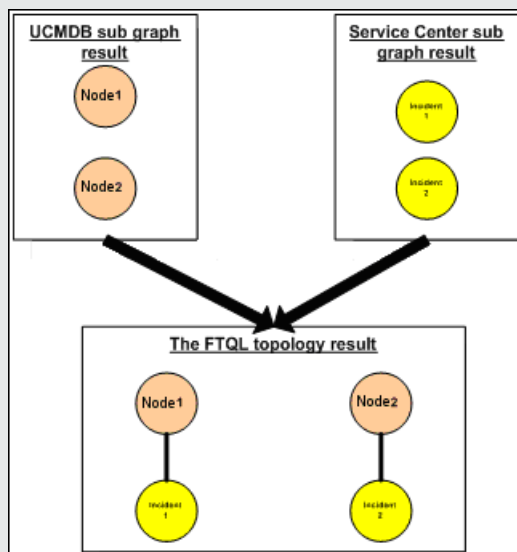 UCMDB sub graph
result
Node1
Node2
Service Center sub
graph result
Incident
1
Incident
2
The FTQL topology result
Node1
Node2
Incident
1
Incident
2